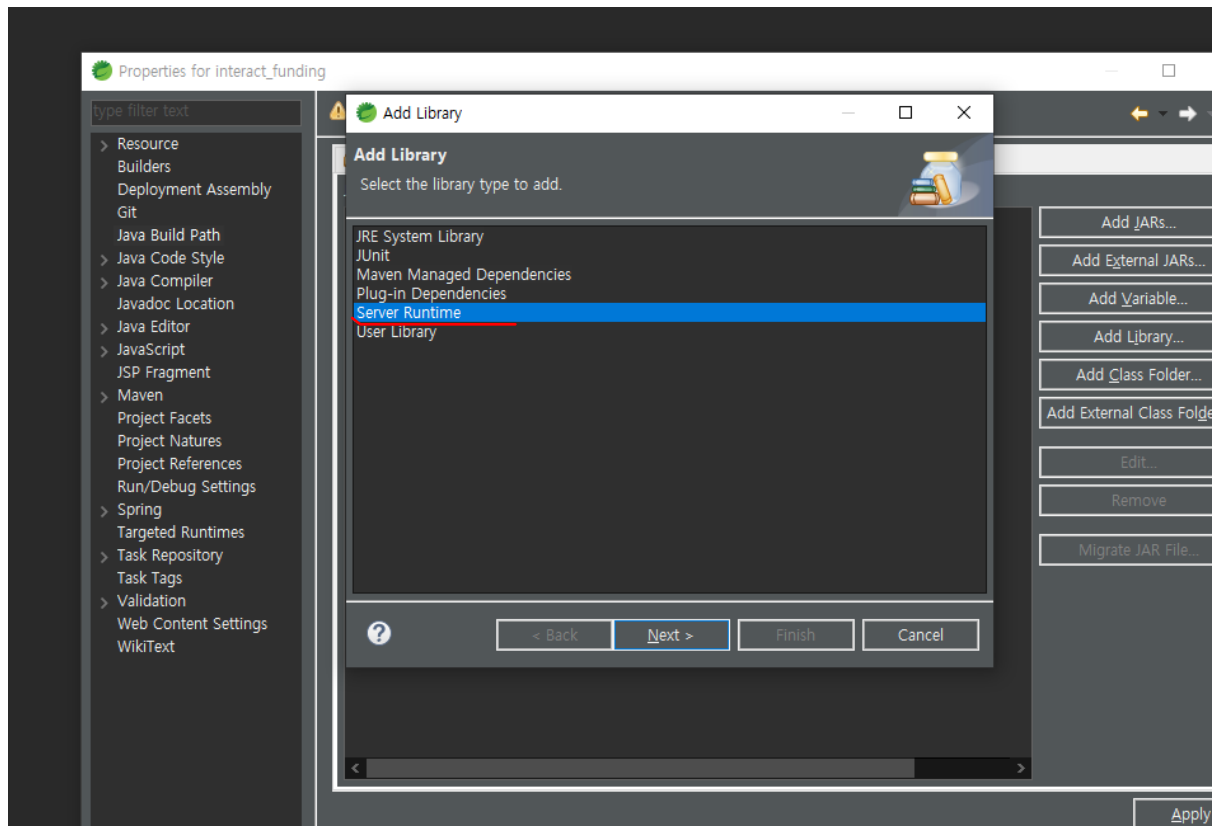 Properties for interact_funding
type filter text
Resource
Builders
Deployment Assembly
Git
Java Build Path
Java Code Style
Java Compiler
Javadoc Location
Java Editor
JavaScript
JSP Fragment
Maven
Project Facets
Project Natures
Project References
Run/Debug Settings
Spring
Targeted Runtimes
Task Repository
Task Tags
Validation
Web Content Settings
WikiText
Add Library
Add Library
Select the library type to add.
JRE System Library
JUnit
Maven Managed Dependencies
Plug-in Dependencies
Server Runtime
User Library
?
< Back
Next >
Finish
Cancel
Add JARs...
Add External JARs...
Add Variable...
Add Library...
Add Class Folder...
Add External Class Folde
Edit...
Remove
Migrate JAR File...
Apply